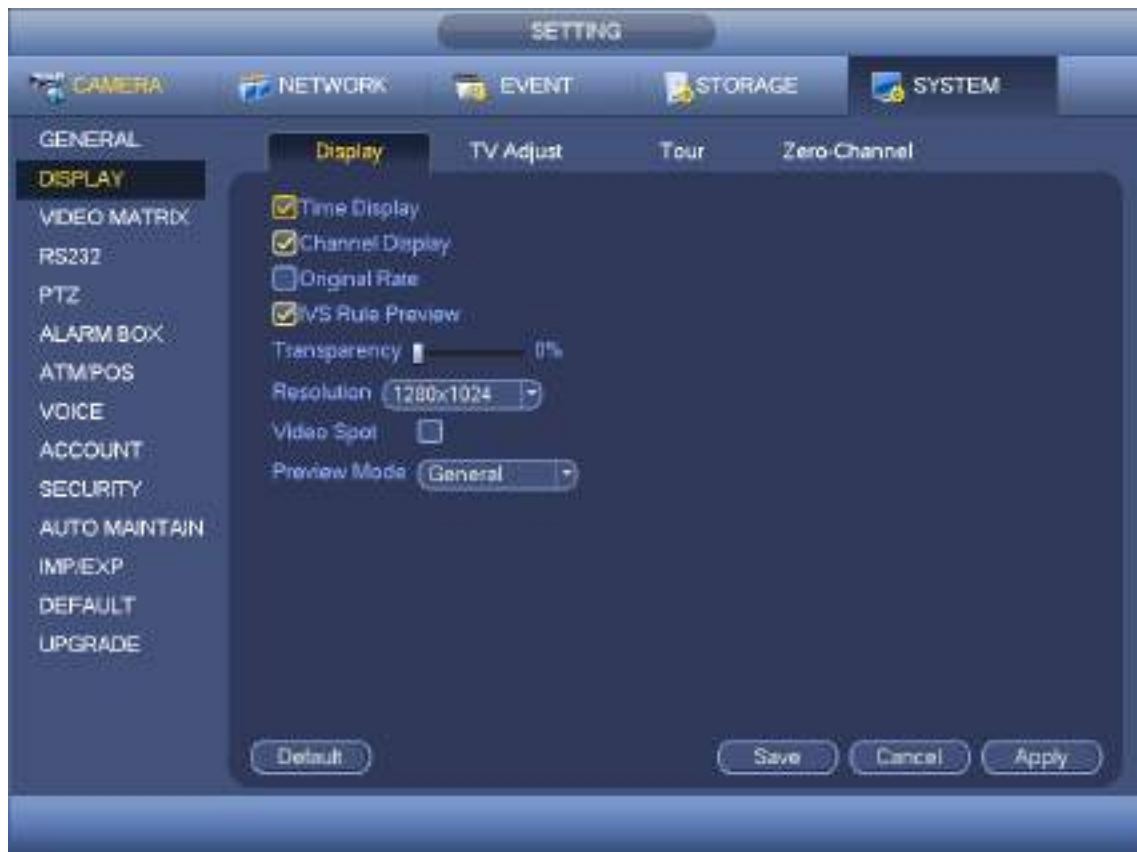 SETTING
CAMERA NETWORK EVENT STORAGE SYSTEM
GENERAL
DISPLAY
VIDEO MATRIX
RS232
PTZ
ALARM BOX
ATM/POS
VOICE
ACCOUNT
SECURITY
AUTO MAINTAIN
IMP/EXP
DEFAULT
UPGRADE
Display TV Adjust Tour Zero-Channel
Time Display
Channel Display
Original Rate
IVS Rule Preview
Transparency 0%
Resolution 1280x1024
Video Spot
Preview Mode General
Default Save Cancel Apply